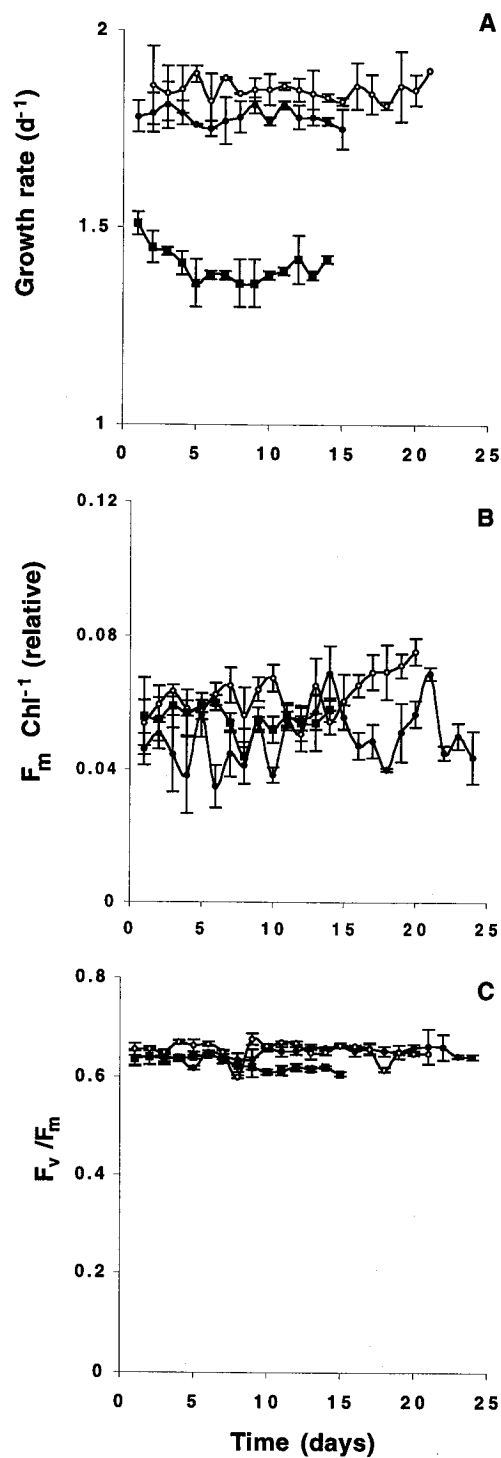 A
2
1.5
1
Growth rate (d⁻¹)
0 5 10 15 20 25
B
0.12
0.08
0.04
0
Fₘ Chl⁻¹ (relative)
0 5 10 15 20 25
C
0.8
0.6
0.4
0.2
0
Fᵥ/Fₘ
0 5 10 15 20 25
Time (days)